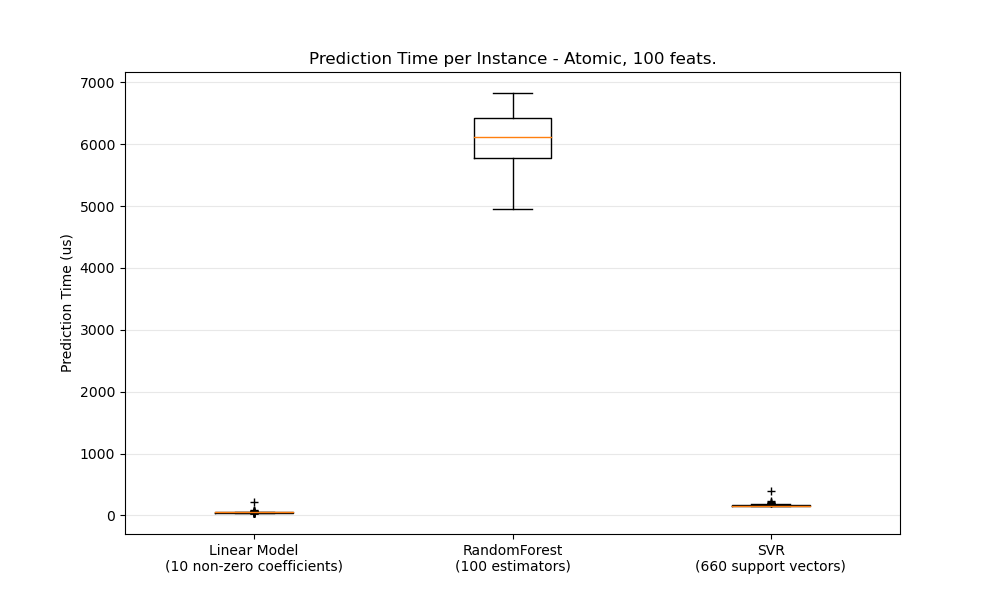 Prediction Time per Instance - Atomic, 100 feats.
Prediction Time (us)
7000
6000
5000
4000
3000
2000
1000
0
Linear Model
(10 non-zero coefficients)
RandomForest
(100 estimators)
SVR
(660 support vectors)